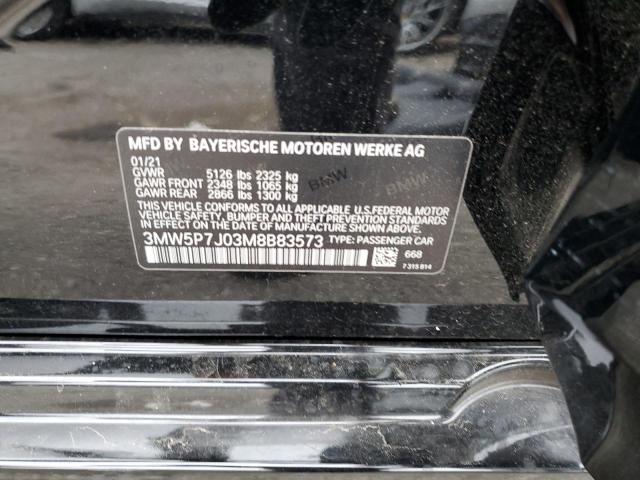 MFD BY BAYERISCHE MOTOREN WERKE AG
01/21
GVWR 5126 lbs 2325 kg
GAWR FRONT 2348 lbs 1065 kg
GAWR REAR 2866 lbs 1300 kg
THIS VEHICLE CONFORMS TO ALL APPLICABLE U.S.FEDERAL MOTOR
VEHICLE SAFETY, BUMPER AND THEFT PREVENTION STANDARDS
IN EFFECT ON THE DATE OF MANUFACTURE SHOWN ABOVE.
3MW5P7J03M8B83573 TYPE: PASSENGER CAR
668
7 315 814
BMW
BMW